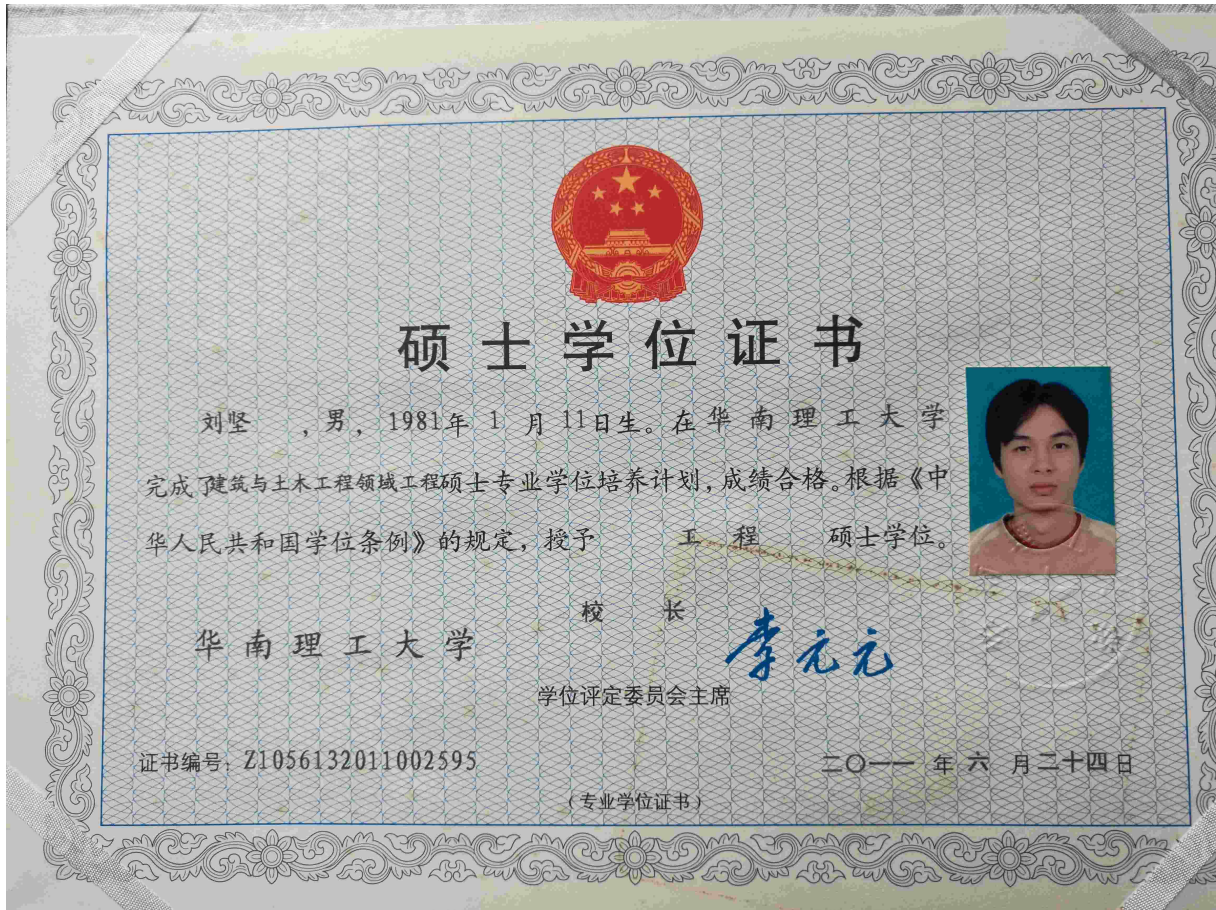 硕士学位证书
刘坚 ，男，1981年 1 月 11日生。在华南理工大学
完成了建筑与土木工程领域工程硕士专业学位培养计划，成绩合格。根据《中
华人民共和国学位条例》的规定，授予 工程 硕士学位。
校 长
华南理工大学
李元元
学位评定委员会主席
证书编号：Z1056132011002595
二〇一一 年 六 月 二十四日
（专业学位证书）